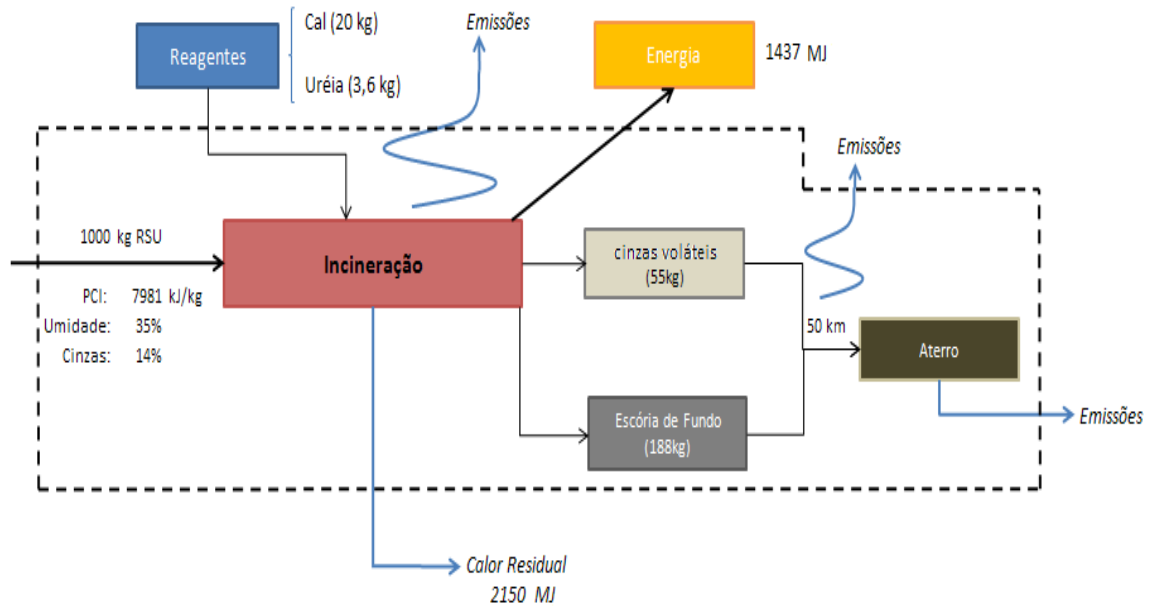 Reagentes
Cal (20 kg)
Uréia (3,6 kg)
Emissões
Energia
1437 MJ
Emissões
1000 kg RSU
PCI: 7981 kJ/kg
Umidade: 35%
Cinzas: 14%
Incineração
cinzas voláteis
(55kg)
50 km
Aterro
Escória de Fundo
(188kg)
Emissões
Calor Residual
2150 MJ